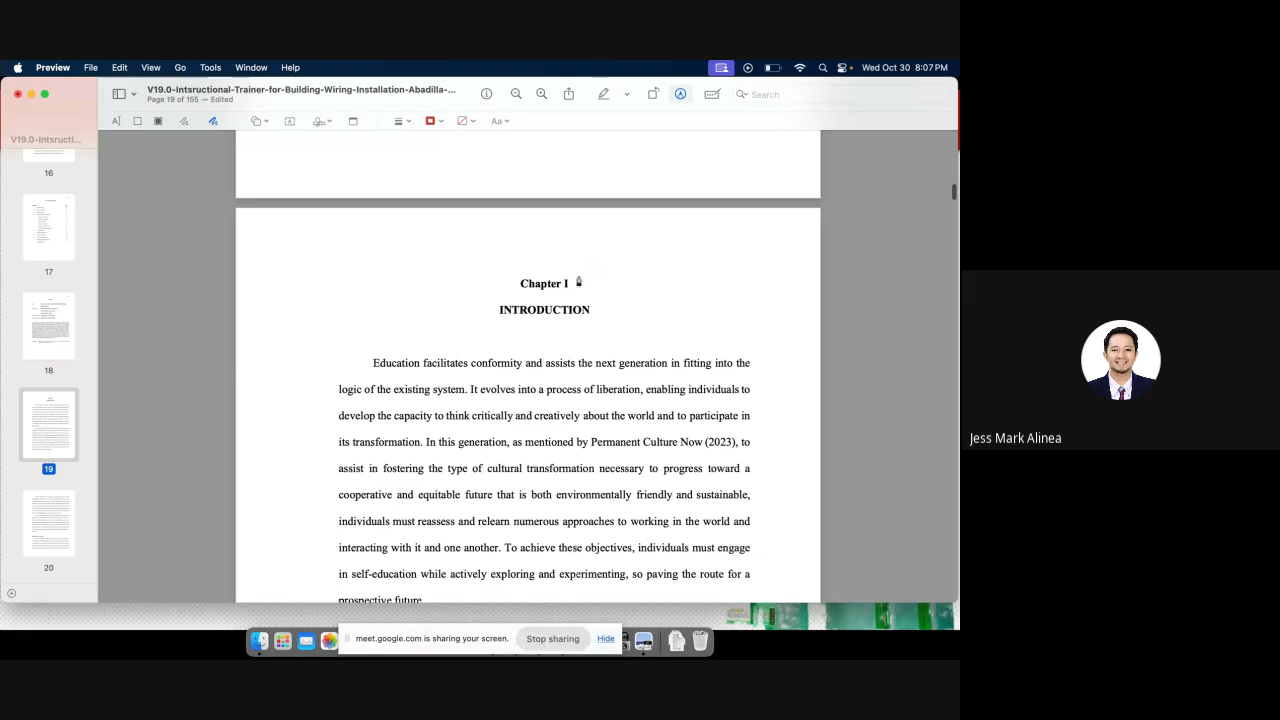 Preview File Edit View Go Tools Window Help
Wed Oct 30 8:07 PM
V19.0-Intsructional-Trainer-for-Building-Wiring-Installation-Abadilla-...
Page 19 of 155 — Edited
Search
V19.0-Intsructi...
Aa
16
17
18
19
20
Chapter I
INTRODUCTION
Education facilitates conformity and assists the next generation in fitting into the
logic of the existing system. It evolves into a process of liberation, enabling individuals to
develop the capacity to think critically and creatively about the world and to participate in
its transformation. In this generation, as mentioned by Permanent Culture Now (2023), to
assist in fostering the type of cultural transformation necessary to progress toward a
cooperative and equitable future that is both environmentally friendly and sustainable,
individuals must reassess and relearn numerous approaches to working in the world and
interacting with it and one another. To achieve these objectives, individuals must engage
in self-education while actively exploring and experimenting, so paving the route for a
prospective future.
meet.google.com is sharing your screen.
Stop sharing
Hide
Jess Mark Alinea